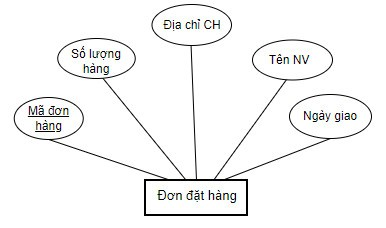 Địa chỉ CH
Số lượng
hàng
Tên NV
Mã đơn
hàng
Ngày giao
Đơn đặt hàng